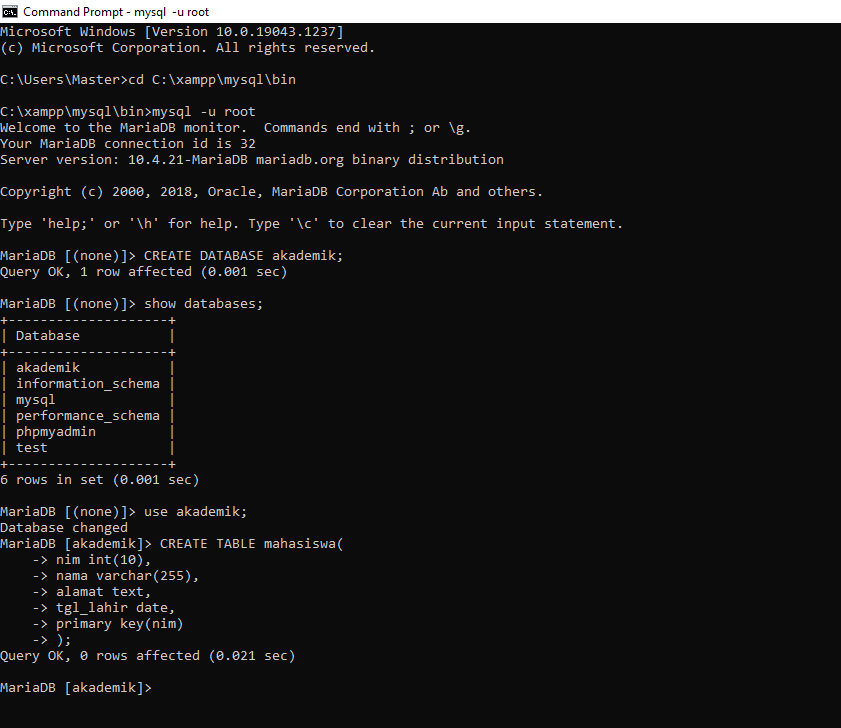 Command Prompt - mysql  -u root
Microsoft Windows [Version 10.0.19043.1237]
(c) Microsoft Corporation. All rights reserved.
C:\Users\Master>cd C:\xampp\mysql\bin
C:\xampp\mysql\bin>mysql -u root
Welcome to the MariaDB monitor.  Commands end with ; or \g.
Your MariaDB connection id is 32
Server version: 10.4.21-MariaDB mariadb.org binary distribution
Copyright (c) 2000, 2018, Oracle, MariaDB Corporation Ab and others.
Type 'help;' or '\h' for help. Type '\c' to clear the current input statement.
MariaDB [(none)]> CREATE DATABASE akademik;
Query OK, 1 row affected (0.001 sec)
MariaDB [(none)]> show databases;
+--------------------+
| Database           |
+--------------------+
| akademik           |
| information_schema |
| mysql              |
| performance_schema |
| phpmyadmin         |
| test               |
+--------------------+
6 rows in set (0.001 sec)
MariaDB [(none)]> use akademik;
Database changed
MariaDB [akademik]> CREATE TABLE mahasiswa(
    -> nim int(10),
    -> nama varchar(255),
    -> alamat text,
    -> tgl_lahir date,
    -> primary key(nim)
    -> );
Query OK, 0 rows affected (0.021 sec)
MariaDB [akademik]>